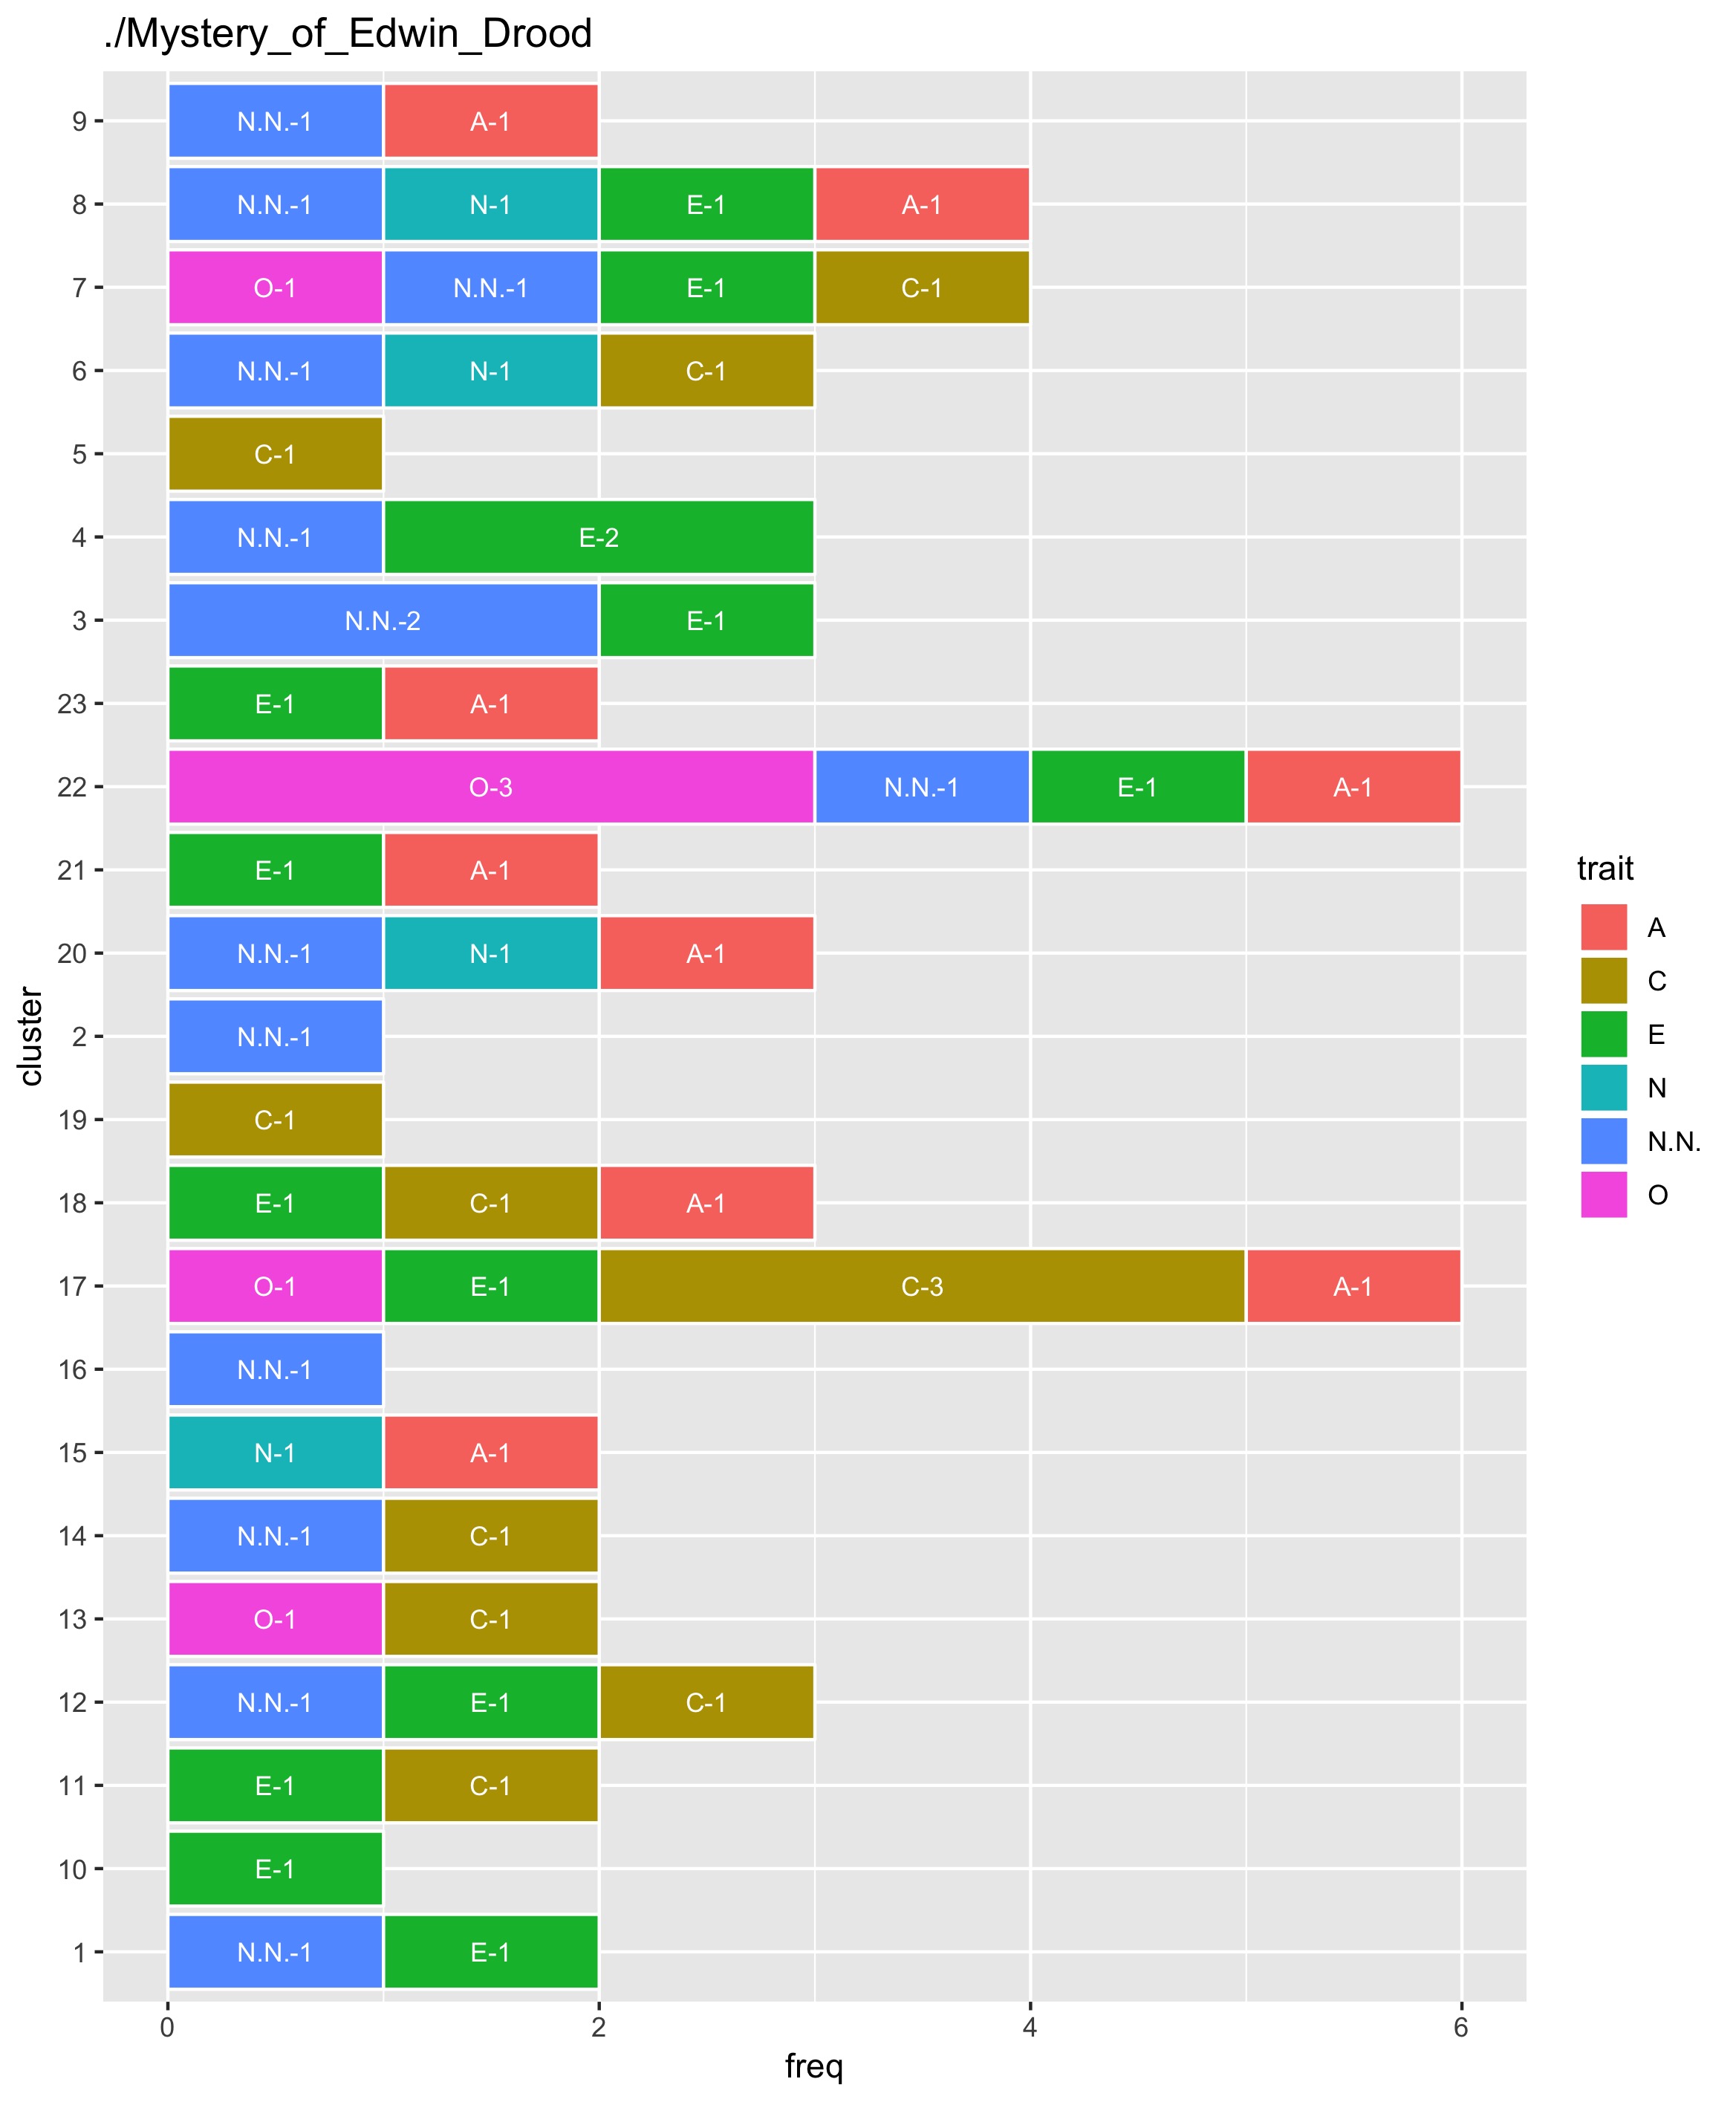 ./Mystery_of_Edwin_Drood
9 N.N.-1 A-1
8 N.N.-1 N-1 E-1 A-1
7 O-1 N.N.-1 E-1 C-1
6 N.N.-1 N-1 C-1
5 C-1
4 N.N.-1 E-2
3 N.N.-2 E-1
23 E-1 A-1
22 O-3 N.N.-1 E-1 A-1
21 E-1 A-1
20 N.N.-1 N-1 A-1
2 N.N.-1
19 C-1
18 E-1 C-1 A-1
17 O-1 E-1 C-3 A-1
16 N.N.-1
15 N-1 A-1
14 N.N.-1 C-1
13 O-1 C-1
12 N.N.-1 E-1 C-1
11 E-1 C-1
10 E-1
1 N.N.-1 E-1
0 2 4 6
freq
cluster
trait
A
C
E
N
N.N.
O